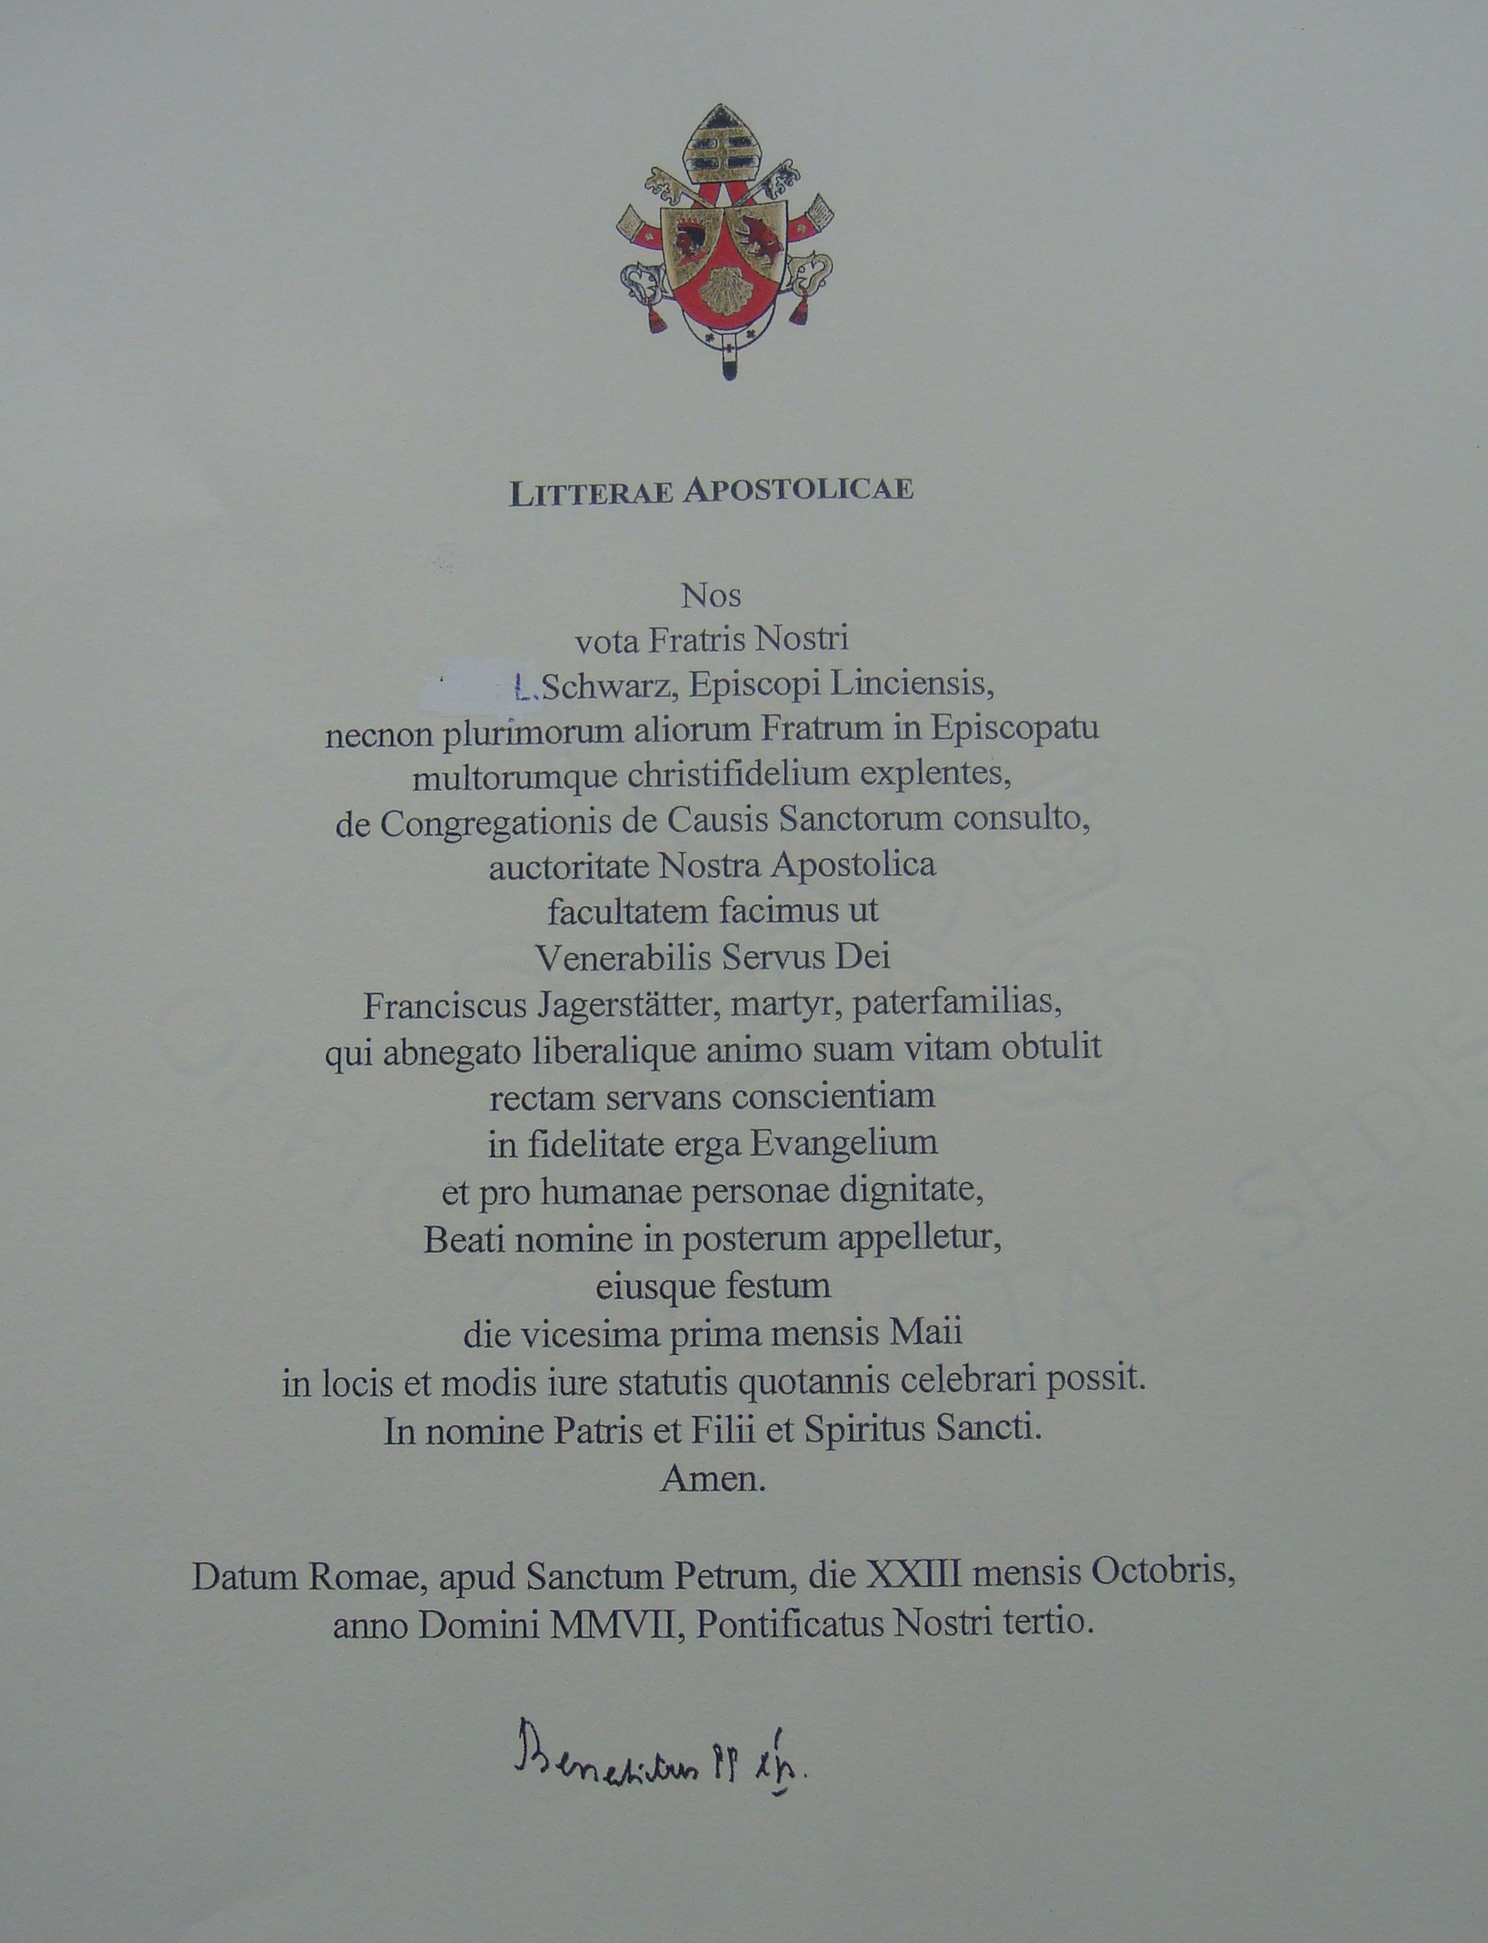 LITTERAE APOSTOLICAE
Nos
vota Fratris Nostri
L.Schwarz, Episcopi Linciensis,
necnon plurimorum aliorum Fratrum in Episcopatu
multorumque christifidelium explentes,
de Congregationis de Causis Sanctorum consulto,
auctoritate Nostra Apostolica
facultatem facimus ut
Venerabilis Servus Dei
Franciscus Jagerstätter, martyr, paterfamilias,
qui abnegato liberalique animo suam vitam obtulit
rectam servans conscientiam
in fidelitate erga Evangelium
et pro humanae personae dignitate,
Beati nomine in posterum appelletur,
eiusque festum
die vicesima prima mensis Maii
in locis et modis iure statutis quotannis celebrari possit.
In nomine Patris et Filii et Spiritus Sancti.
Amen.
Datum Romae, apud Sanctum Petrum, die XXIII mensis Octobris,
anno Domini MMVII, Pontificatus Nostri tertio.
Benedictus PP